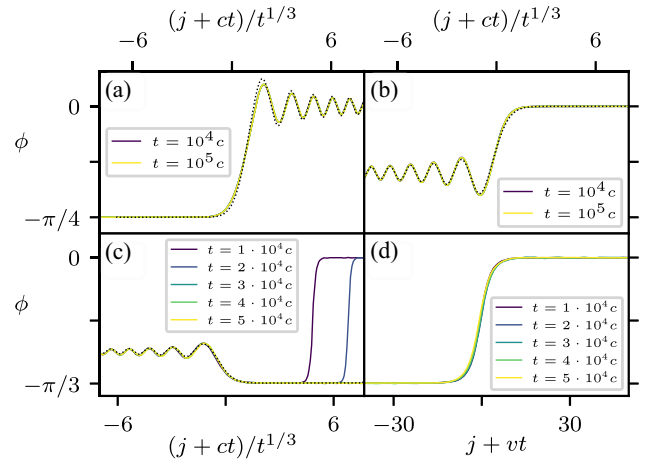 (j + ct)/t^{1/3} (j + ct)/t^{1/3}
−6 6 −6 6
(a) (b)
0
ϕ
t = 10^4 c
t = 10^5 c
t = 10^4 c
t = 10^5 c
−π/4
(c) (d)
0
ϕ
t = 1 · 10^4 c
t = 2 · 10^4 c
t = 3 · 10^4 c
t = 4 · 10^4 c
t = 5 · 10^4 c
t = 1 · 10^4 c
t = 2 · 10^4 c
t = 3 · 10^4 c
t = 4 · 10^4 c
t = 5 · 10^4 c
−π/3
−6 6 −30 30
(j + ct)/t^{1/3} j + vt